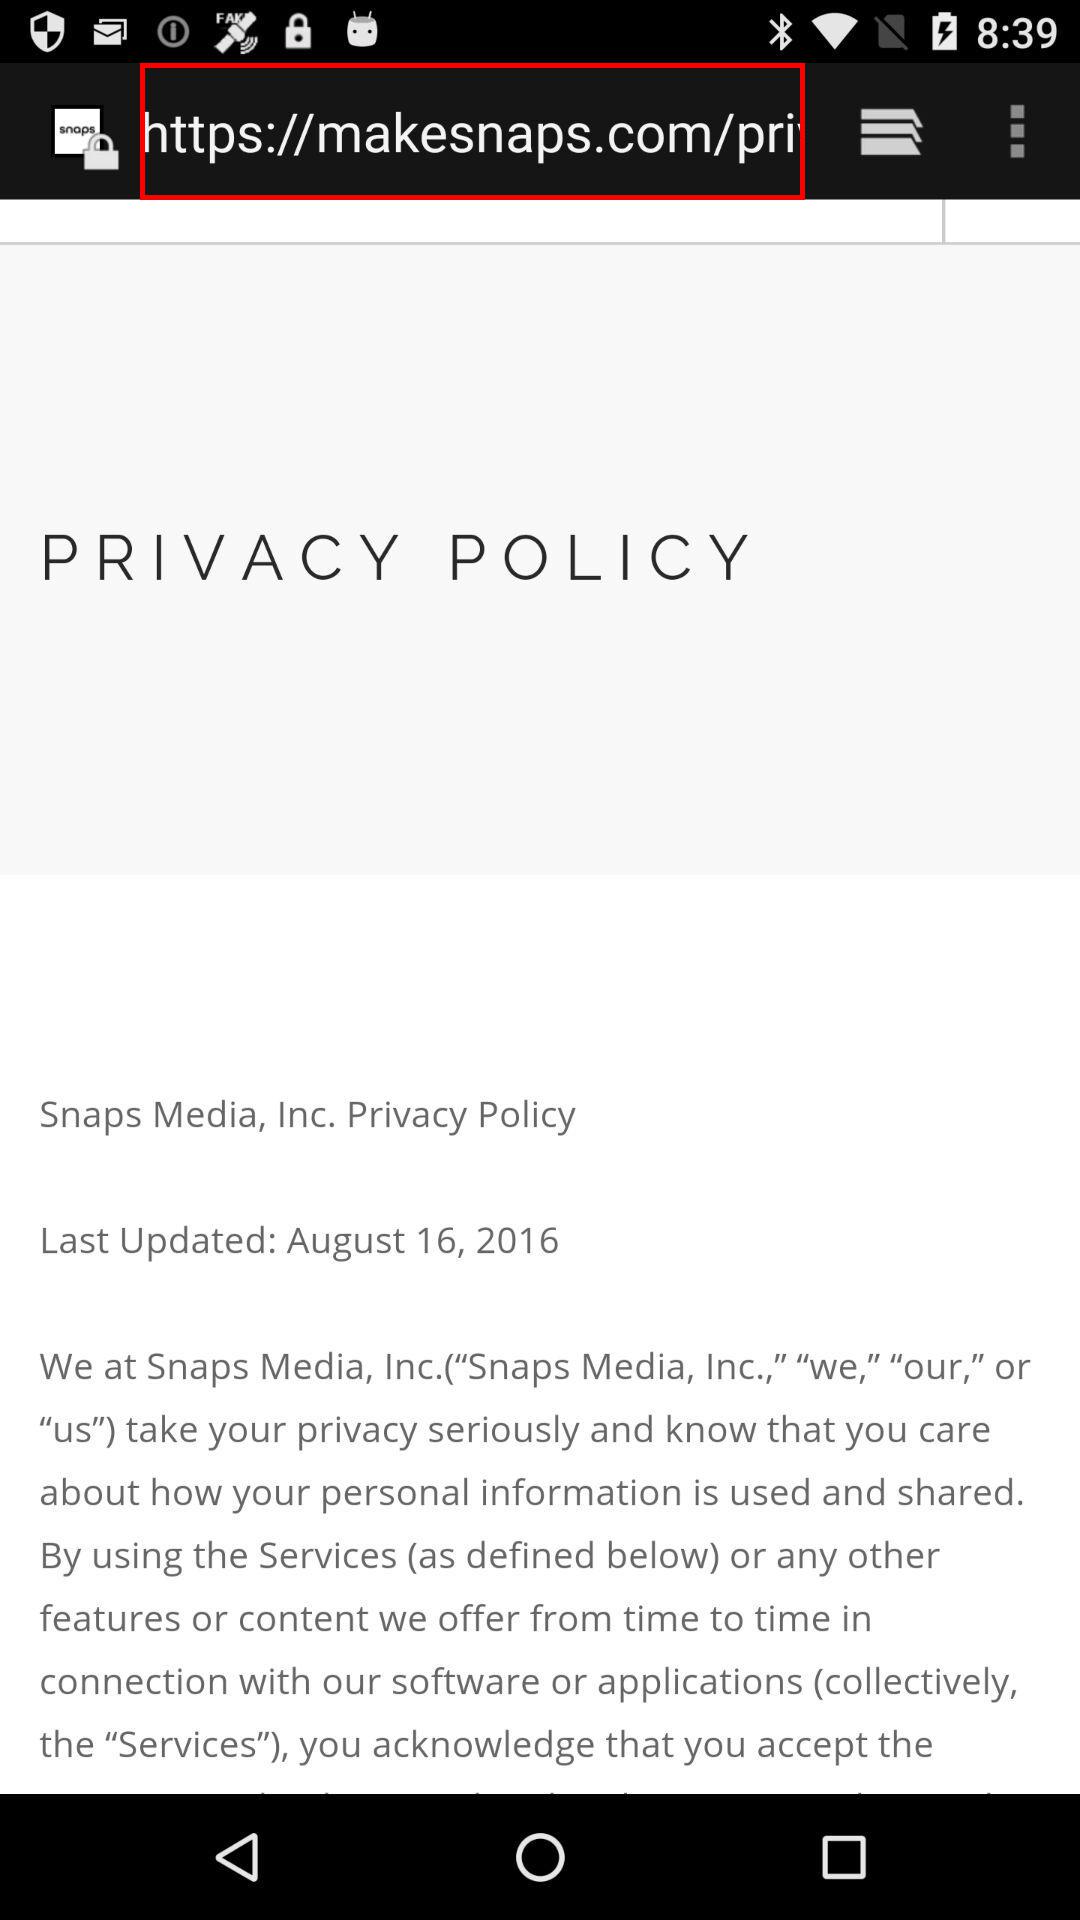 FAKE
8:39
snaps
https://makesnaps.com/pri
PRIVACY POLICY
Snaps Media, Inc. Privacy Policy
Last Updated: August 16, 2016
We at Snaps Media, Inc.(“Snaps Media, Inc.,” “we,” “our,” or
“us”) take your privacy seriously and know that you care
about how your personal information is used and shared.
By using the Services (as defined below) or any other
features or content we offer from time to time in
connection with our software or applications (collectively,
the “Services”), you acknowledge that you accept the